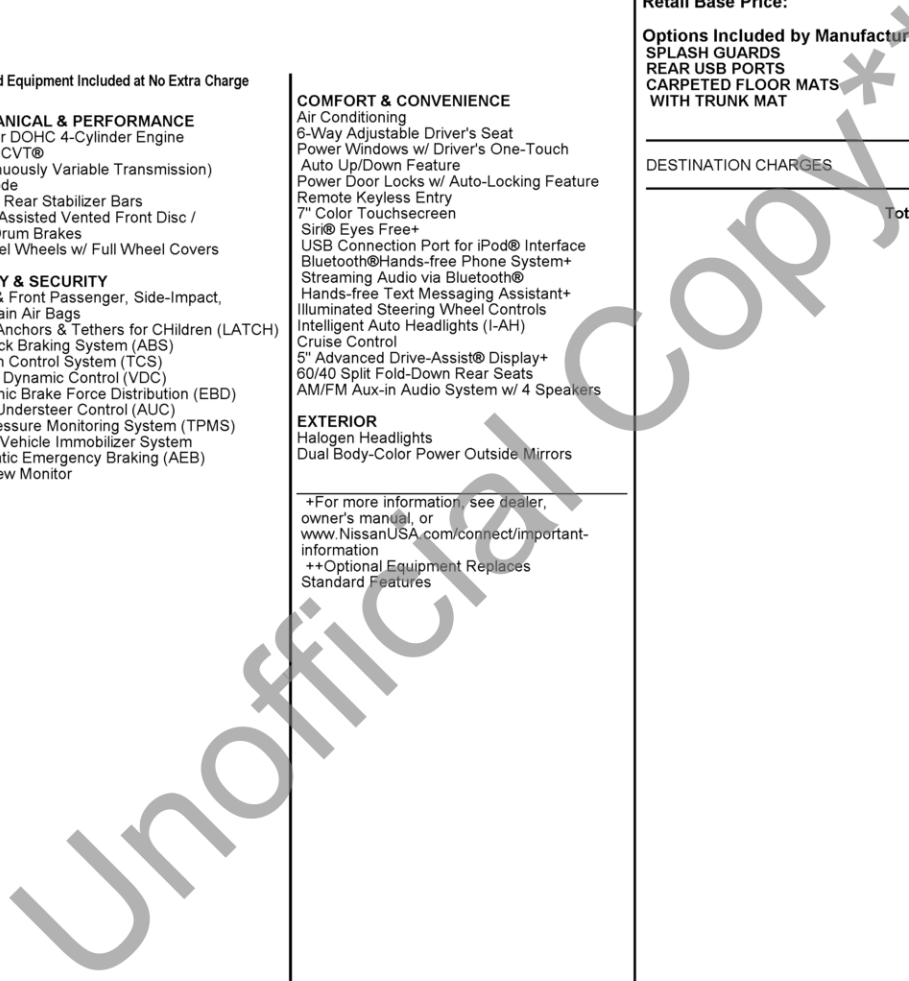 d Equipment Included at No Extra Charge
ANICAL & PERFORMANCE
r DOHC 4-Cylinder Engine
CVT®
nuously Variable Transmission)
de
Rear Stabilizer Bars
Assisted Vented Front Disc /
rum Brakes
el Wheels w/ Full Wheel Covers
Y & SECURITY
& Front Passenger, Side-Impact,
ain Air Bags
Anchors & Tethers for CHildren (LATCH)
ck Braking System (ABS)
n Control System (TCS)
Dynamic Control (VDC)
nic Brake Force Distribution (EBD)
Understeer Control (AUC)
essure Monitoring System (TPMS)
Vehicle Immobilizer System
tic Emergency Braking (AEB)
ew Monitor
COMFORT & CONVENIENCE
Air Conditioning
6-Way Adjustable Driver's Seat
Power Windows w/ Driver's One-Touch
Auto Up/Down Feature
Power Door Locks w/ Auto-Locking Feature
Remote Keyless Entry
7" Color Touchsecreen
Siri® Eyes Free+
USB Connection Port for iPod® Interface
Bluetooth®Hands-free Phone System+
Streaming Audio via Bluetooth®
Hands-free Text Messaging Assistant+
Illuminated Steering Wheel Controls
Intelligent Auto Headlights (I-AH)
Cruise Control
5" Advanced Drive-Assist® Display+
60/40 Split Fold-Down Rear Seats
AM/FM Aux-in Audio System w/ 4 Speakers
EXTERIOR
Halogen Headlights
Dual Body-Color Power Outside Mirrors
+For more information, see dealer,
owner's manual, or
www.NissanUSA.com/connect/important-
information
++Optional Equipment Replaces
Standard Features
Retail Base Price:
Options Included by Manufactur
SPLASH GUARDS
REAR USB PORTS
CARPETED FLOOR MATS
WITH TRUNK MAT
DESTINATION CHARGES
Tot
Unofficial Copy**